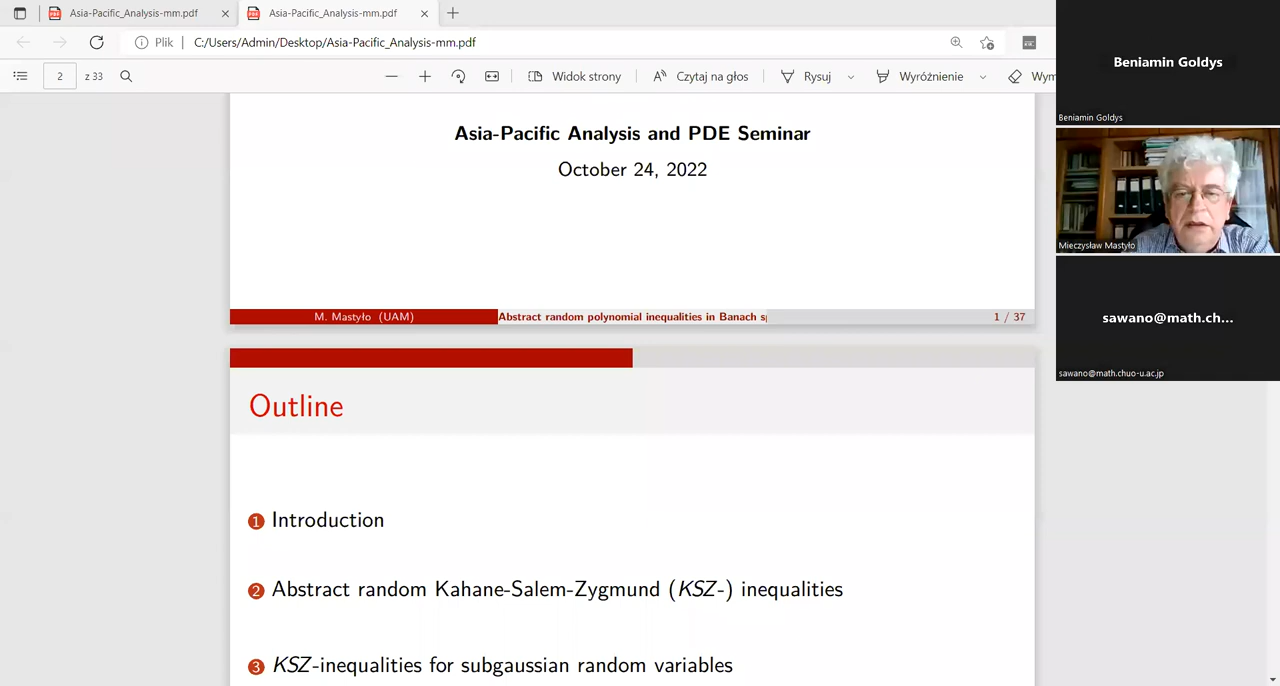 Asia-Pacific_Analysis-mm.pdf
Asia-Pacific_Analysis-mm.pdf
Plik C:/Users/Admin/Desktop/Asia-Pacific_Analysis-mm.pdf
2 z 33 Widok strony Czytaj na głos Rysuj Wyróżnienie Wym
Asia-Pacific Analysis and PDE Seminar
October 24, 2022
M. Mastyło (UAM) Abstract random polynomial inequalities in Banach sp 1 / 37
Outline
1 Introduction
2 Abstract random Kahane-Salem-Zygmund (KSZ-) inequalities
3 KSZ-inequalities for subgaussian random variables
Beniamin Goldys
Beniamin Goldys
Mieczysław Mastyło
sawano@math.ch...
sawano@math.chuo-u.ac.jp